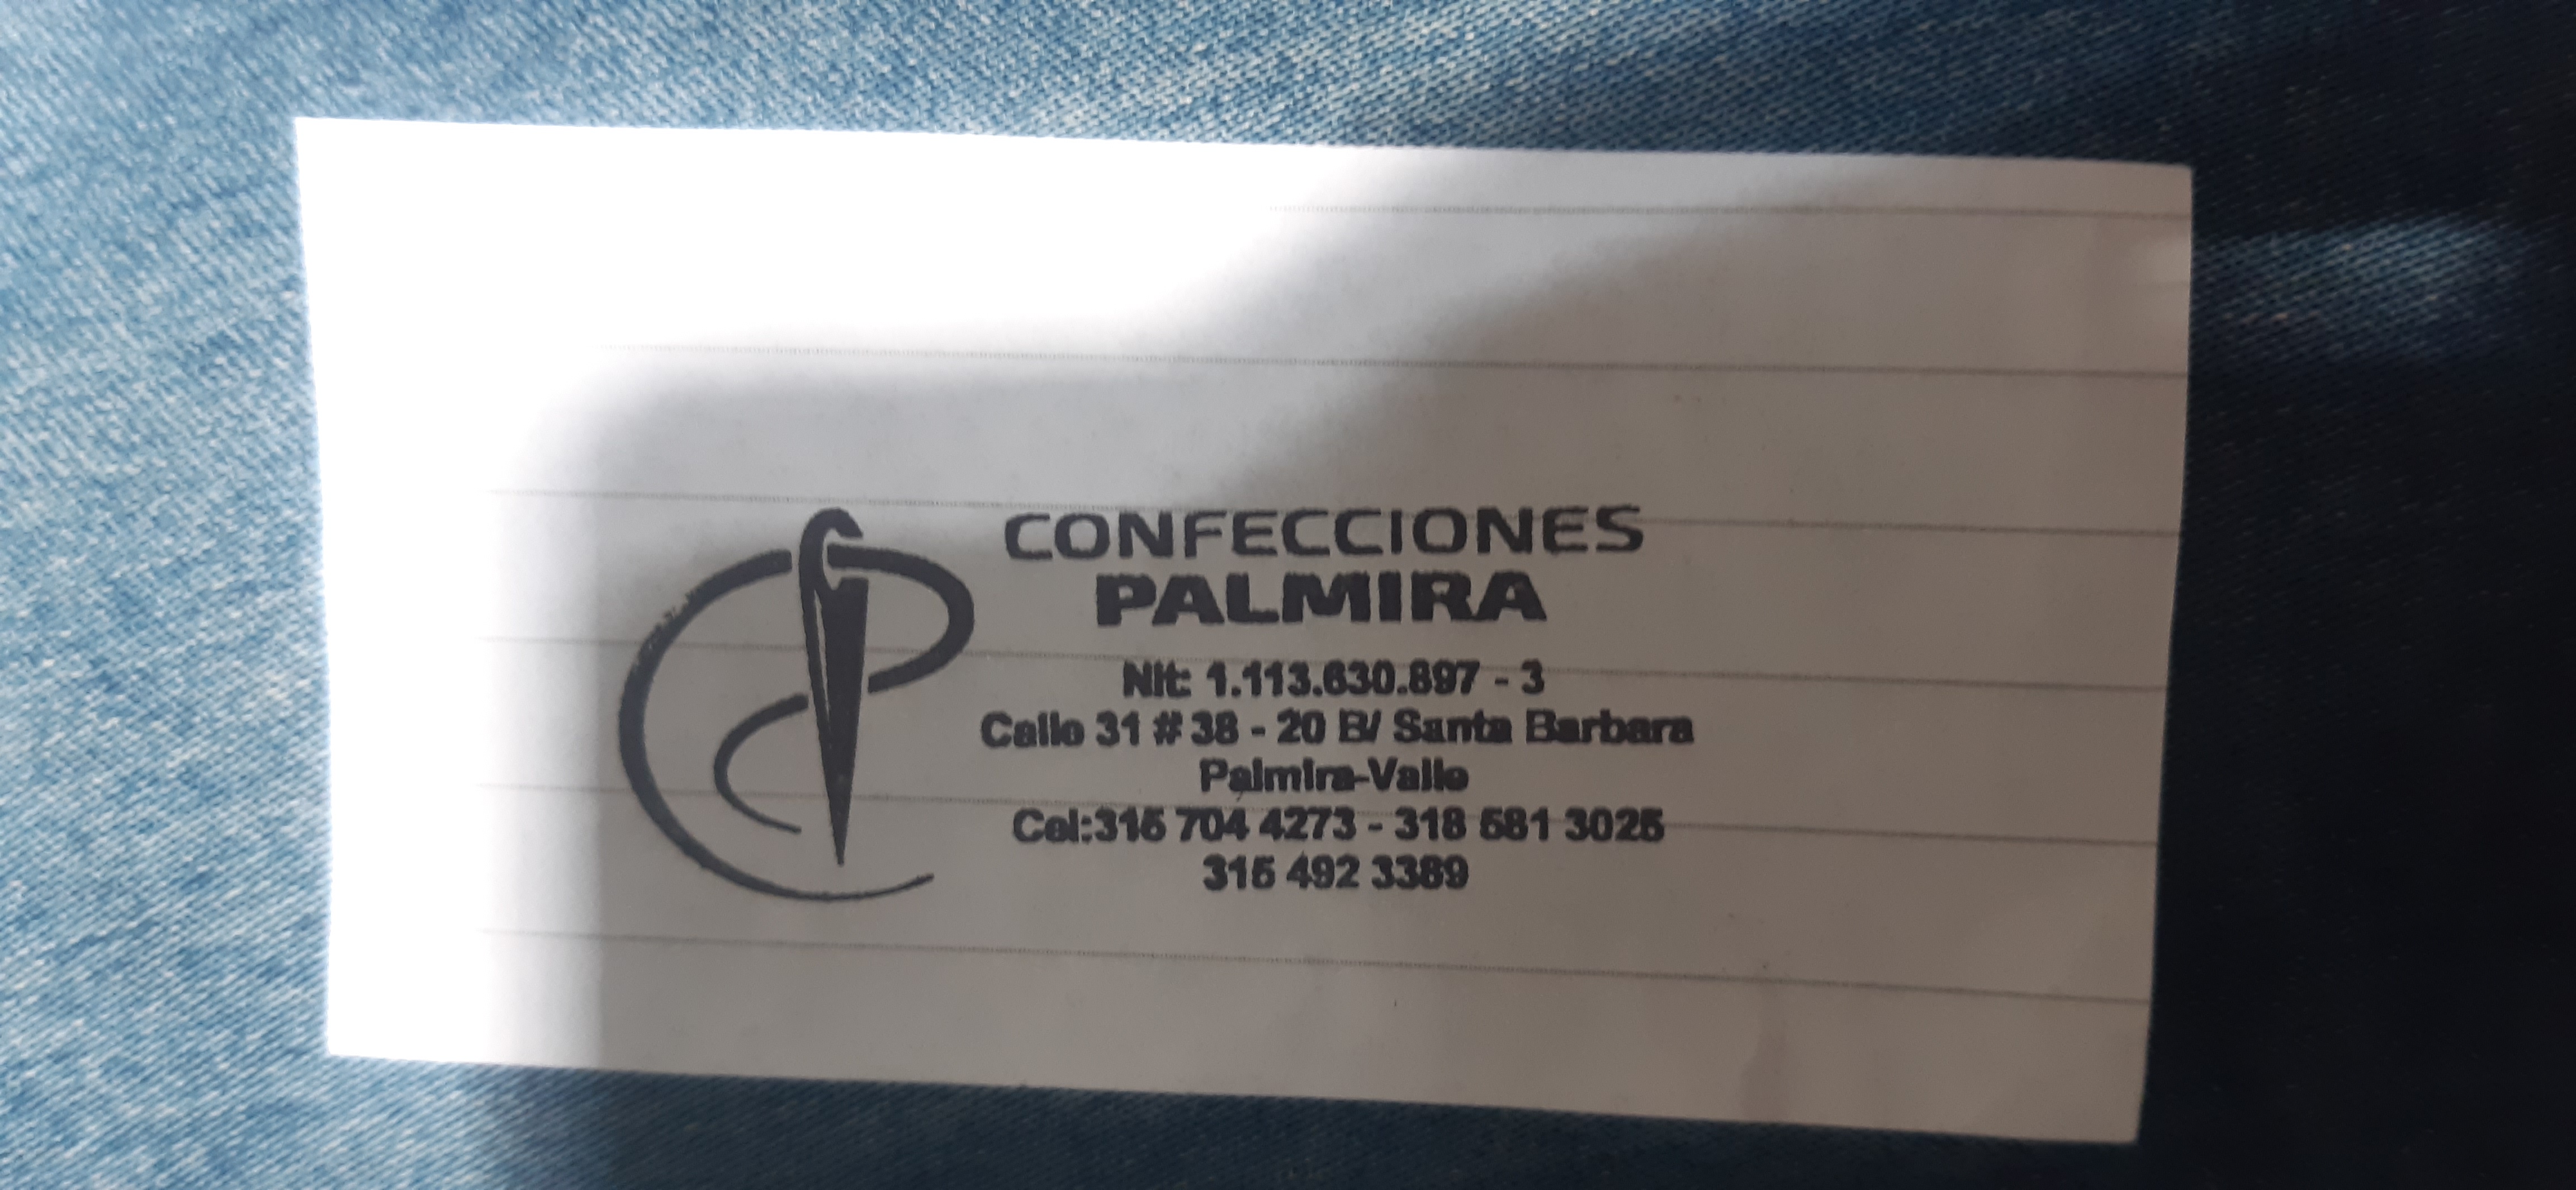 CONFECCIONES
PALMIRA
Nit: 1.113.630.897 - 3
Calle 31 # 38 - 20 B/ Santa Barbara
Palmira-Valle
Cel:315 704 4273 - 318 581 3025
315 492 3389